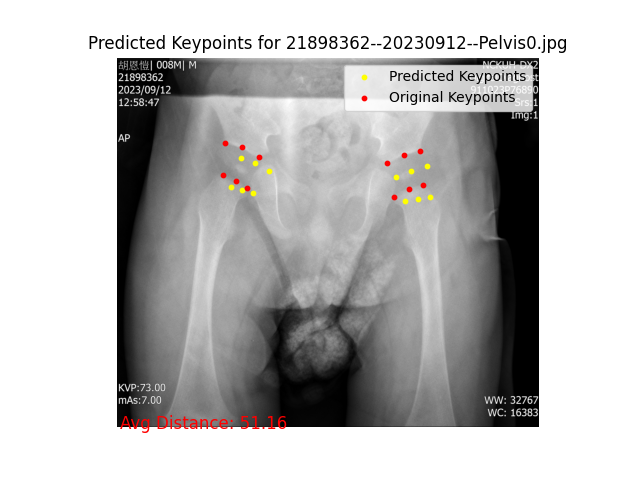 Predicted Keypoints for 21898362--20230912--Pelvis0.jpg
胡恩愷| 008M| M
21898362
2023/09/12
12:58:47
AP
NCKUH-DX2
Predicted Keypoints
Original Keypoints
Srs:1
Img:1
KVP:73.00
mAs:7.00
WW: 32767
WC: 16383
Avg Distance: 51.16